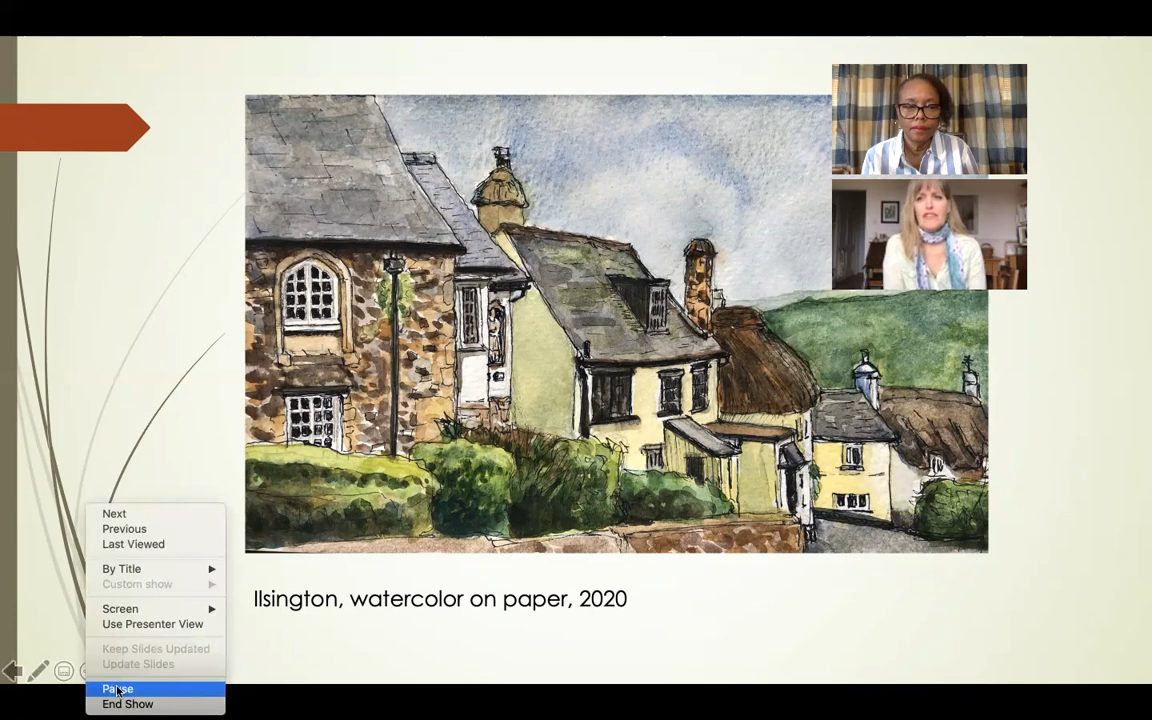 Next
Previous
Last Viewed
By Title
Custom show
Screen
Use Presenter View
Keep Slides Updated
Update Slides
Pause
End Show
Ilsington, watercolor on paper, 2020